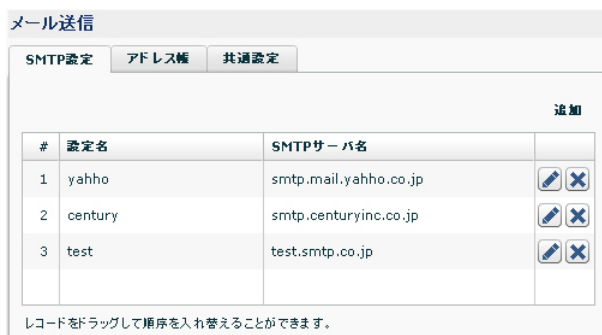 メール送信
SMTP設定 アドレス帳 共通設定
追加
# 設定名 SMTPサーバ名
1 yahho smtp.mail.yahho.co.jp
2 century smtp.centuryinc.co.jp
3 test test.smtp.co.jp
レコードをドラッグして順序を入れ替えることができます。